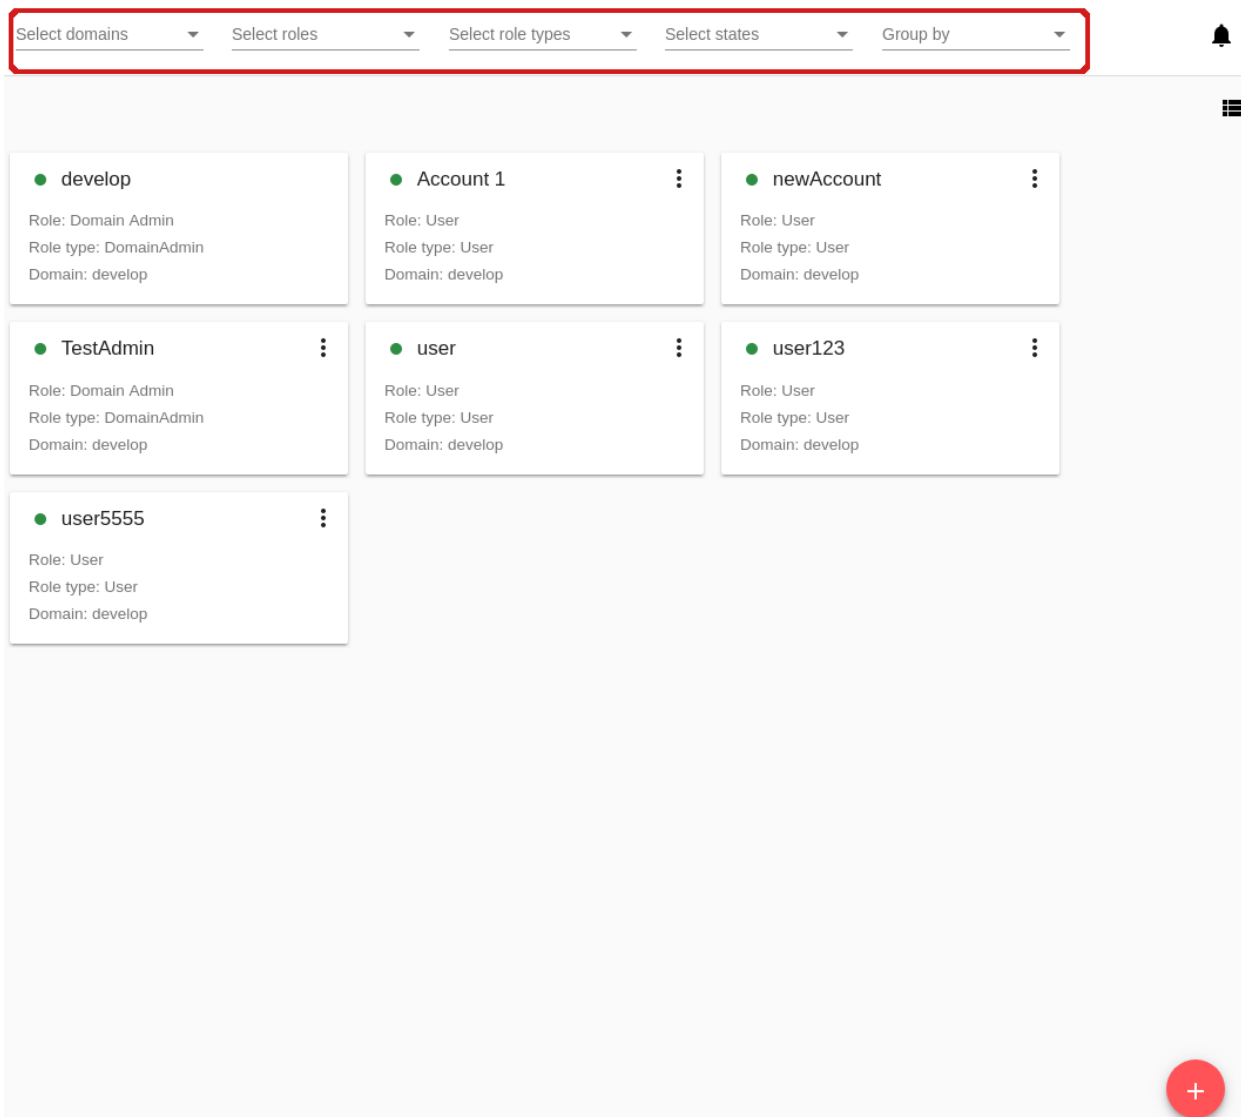 Select domains
Select roles
Select role types
Select states
Group by
develop
Role: Domain Admin
Role type: DomainAdmin
Domain: develop
Account 1
Role: User
Role type: User
Domain: develop
newAccount
Role: User
Role type: User
Domain: develop
TestAdmin
Role: Domain Admin
Role type: DomainAdmin
Domain: develop
user
Role: User
Role type: User
Domain: develop
user123
Role: User
Role type: User
Domain: develop
user5555
Role: User
Role type: User
Domain: develop